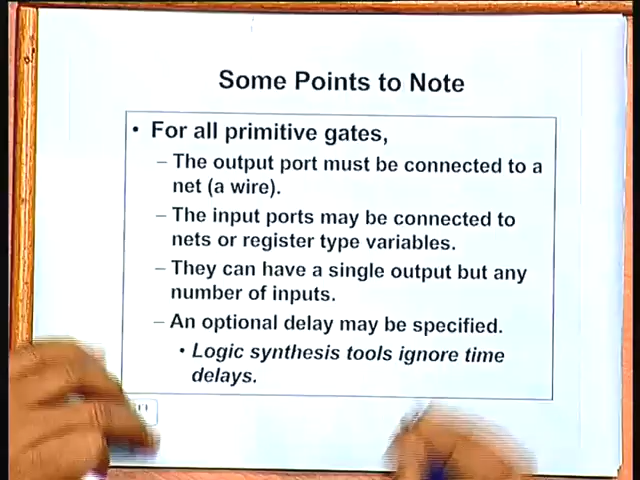 Some Points to Note
• For all primitive gates,
– The output port must be connected to a
net (a wire).
– The input ports may be connected to
nets or register type variables.
– They can have a single output but any
number of inputs.
– An optional delay may be specified.
• Logic synthesis tools ignore time
delays.